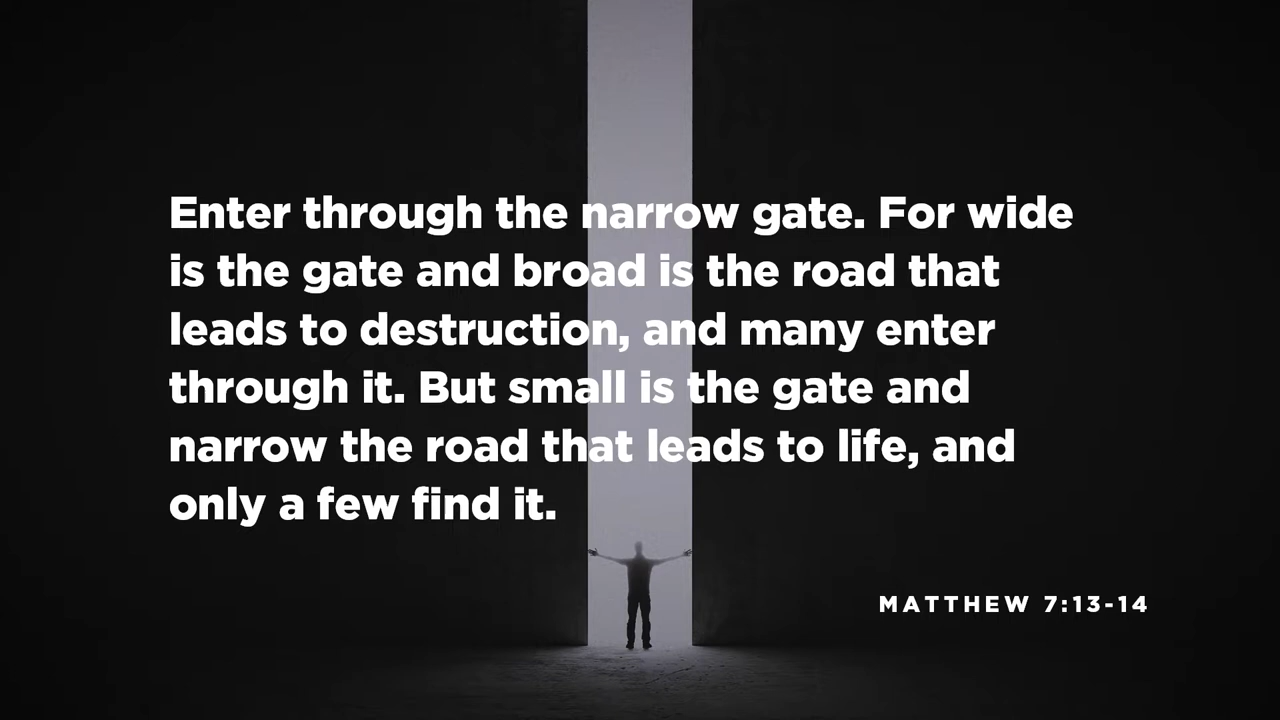 Enter through the narrow gate. For wide
is the gate and broad is the road that
leads to destruction, and many enter
through it. But small is the gate and
narrow the road that leads to life, and
only a few find it.
MATTHEW 7:13-14